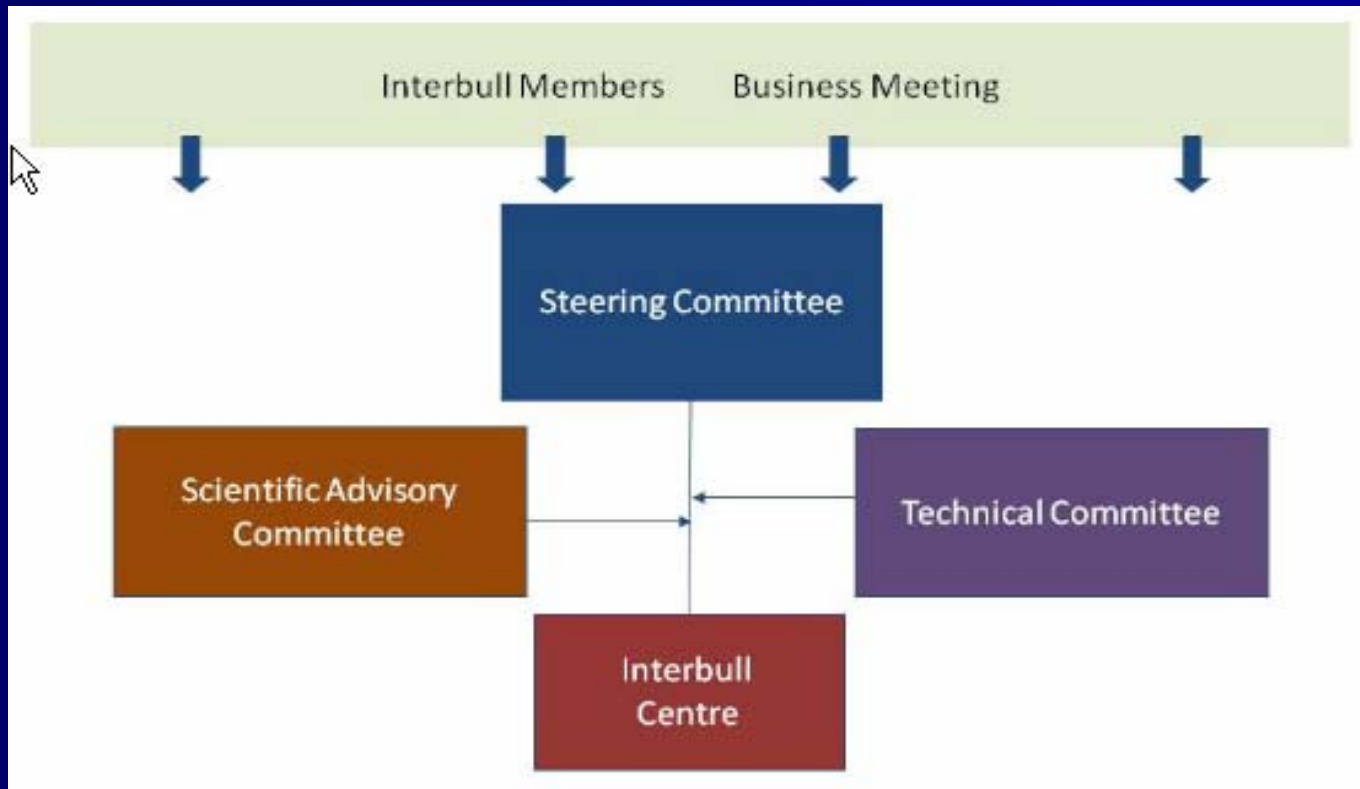 Interbull Members Business Meeting
Steering Committee
Scientific Advisory
Committee
Technical Committee
Interbull
Centre